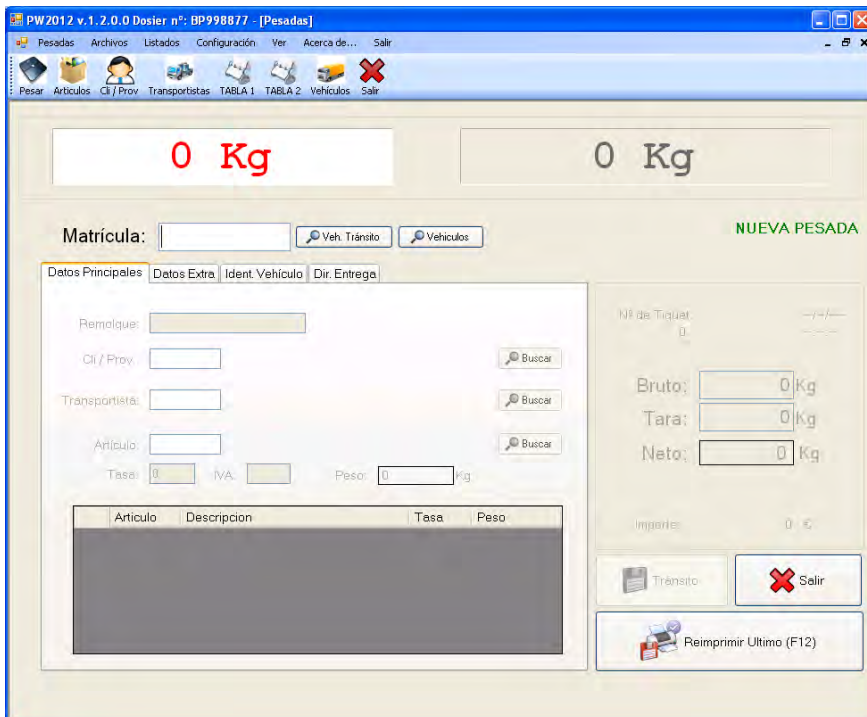 PW2012 v.1.2.0.0 Dosier nº: BP998877 - [Pesadas]
Pesadas Archivos Listados Configuración Ver Acerca de... Salir
Pesar Articulos Cli / Prov Transportistas TABLA 1 TABLA 2 Vehículos Salir
0 Kg 0 Kg
Matrícula: Veh. Tránsito Vehiculos NUEVA PESADA
Datos Principales Datos Extra Ident. Vehículo Dir. Entrega
Remolque: Nº de Tiquet --/--/----
0 --:--:--
Cli / Prov.: Buscar
Bruto: 0 Kg
Transportista: Buscar
Tara: 0 Kg
Artículo: Buscar
Neto: 0 Kg
Tasa: 0 IVA: Peso: 0 Kg
Articulo Descripcion Tasa Peso
Importe: 0 €
Tránsito Salir
Reimprimir Ultimo (F12)